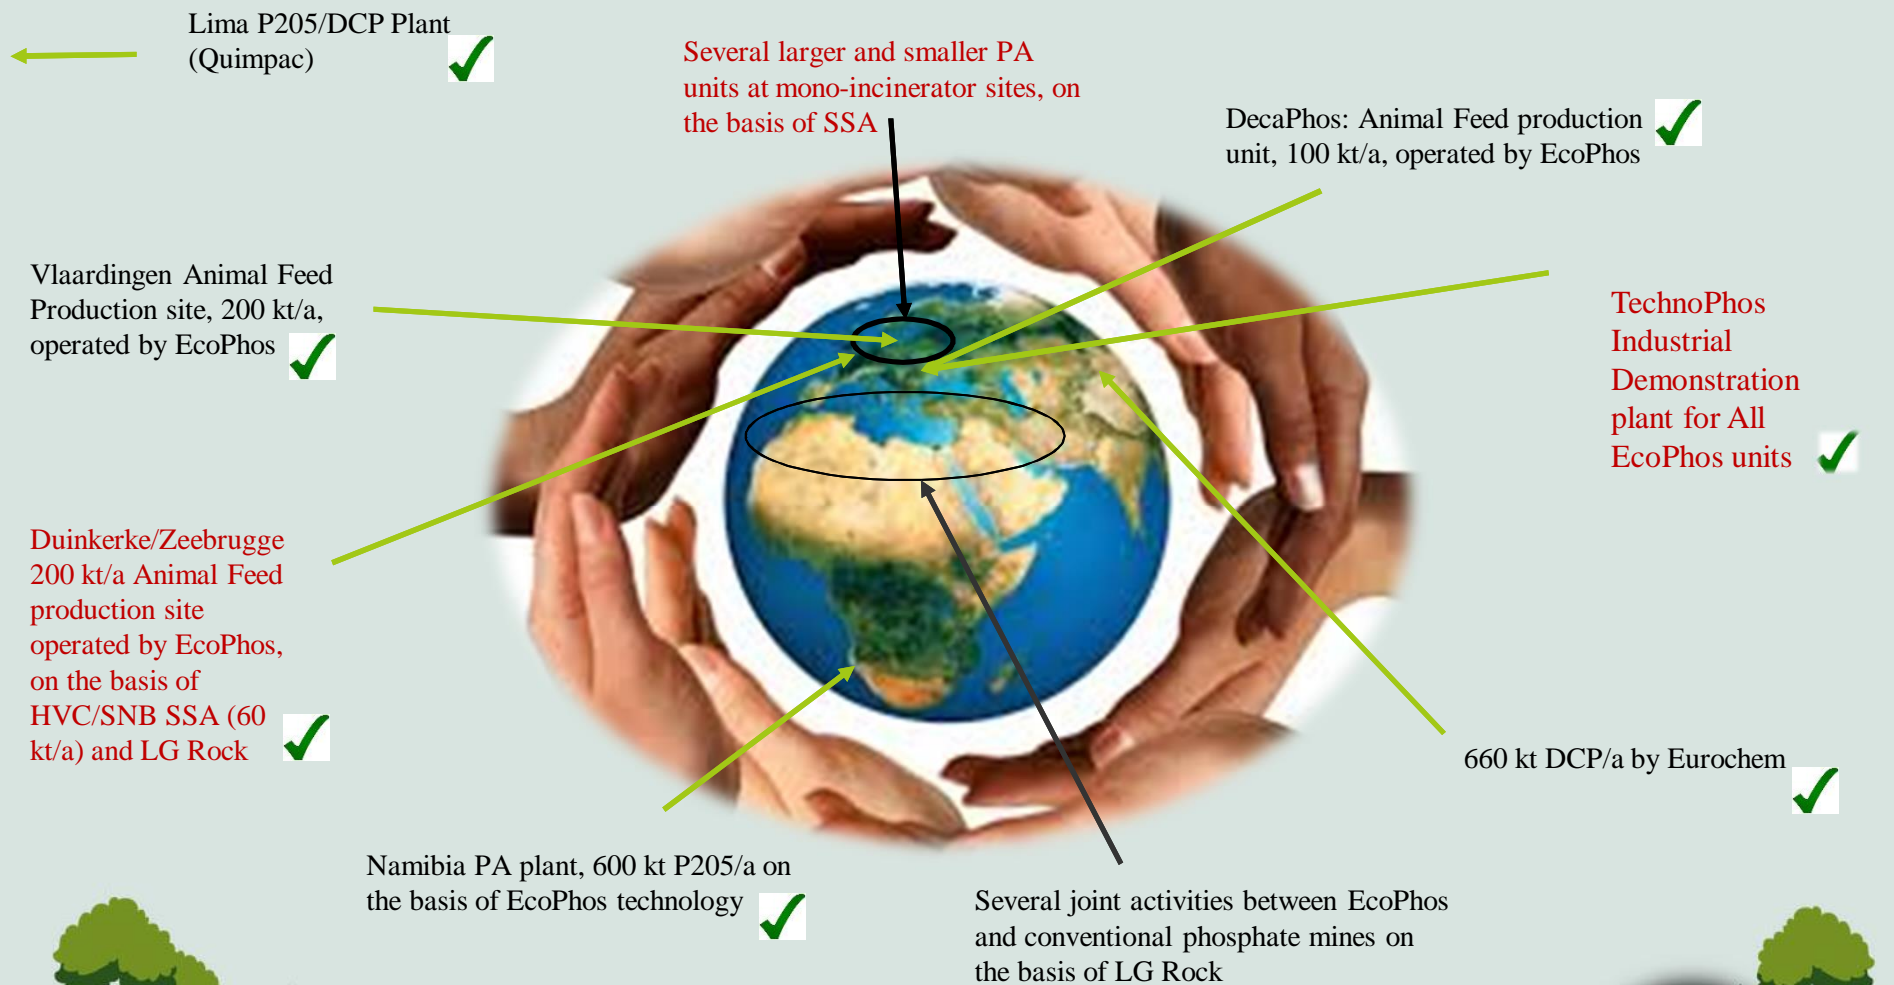 Lima P205/DCP Plant
(Quimpac)
Several larger and smaller PA
units at mono-incinerator sites, on
the basis of SSA
DecaPhos: Animal Feed production
unit, 100 kt/a, operated by EcoPhos
Vlaardingen Animal Feed
Production site, 200 kt/a,
operated by EcoPhos
TechnoPhos
Industrial
Demonstration
plant for All
EcoPhos units
Duinkerke/Zeebrugge
200 kt/a Animal Feed
production site
operated by EcoPhos,
on the basis of
HVC/SNB SSA (60
kt/a) and LG Rock
660 kt DCP/a by Eurochem
Namibia PA plant, 600 kt P205/a on
the basis of EcoPhos technology
Several joint activities between EcoPhos
and conventional phosphate mines on
the basis of LG Rock